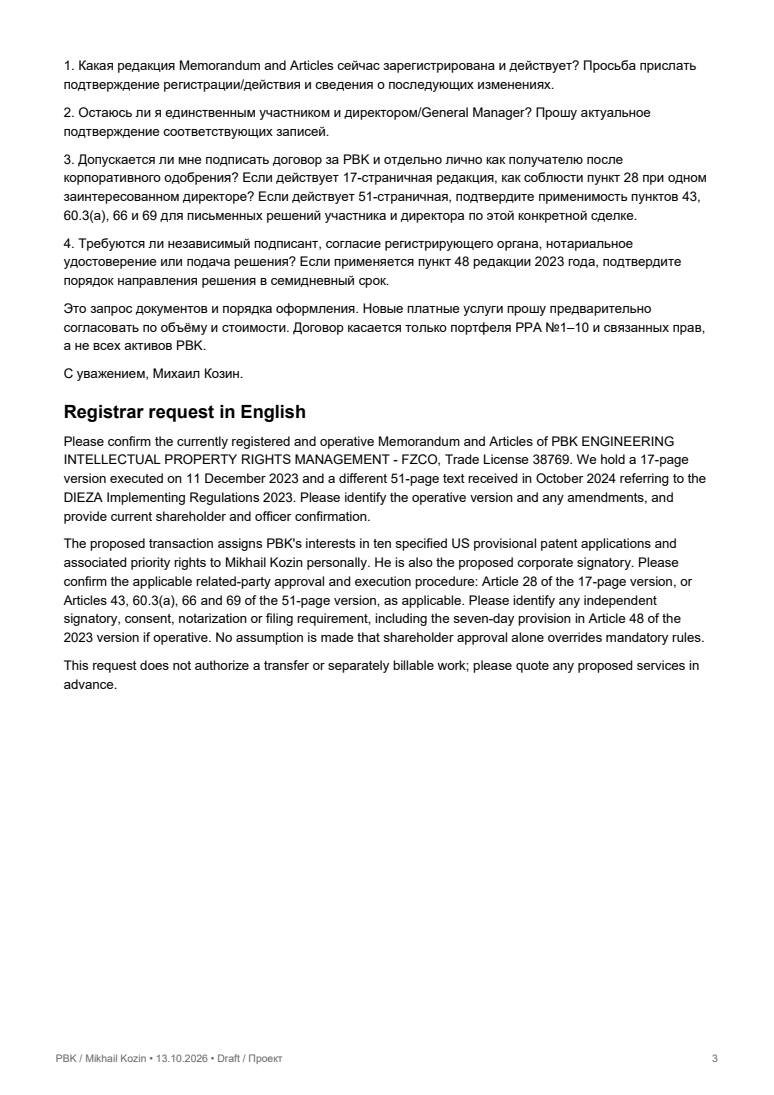 1. Какая редакция Memorandum and Articles сейчас зарегистрирована и действует? Просьба прислать
подтверждение регистрации/действия и сведения о последующих изменениях.
2. Остаюсь ли я единственным участником и директором/General Manager? Прошу актуальное
подтверждение соответствующих записей.
3. Допускается ли мне подписать договор за PBK и отдельно лично как получателю после
корпоративного одобрения? Если действует 17-страничная редакция, как соблюсти пункт 28 при одном
заинтересованном директоре? Если действует 51-страничная, подтвердите применимость пунктов 43,
60.3(a), 66 и 69 для письменных решений участника и директора по этой конкретной сделке.
4. Требуются ли независимый подписант, согласие регистрирующего органа, нотариальное
удостоверение или подача решения? Если применяется пункт 48 редакции 2023 года, подтвердите
порядок направления решения в семидневный срок.
Это запрос документов и порядка оформления. Новые платные услуги прошу предварительно
согласовать по объёму и стоимости. Договор касается только портфеля PPA №1–10 и связанных прав,
а не всех активов PBK.
С уважением, Михаил Козин.
Registrar request in English
Please confirm the currently registered and operative Memorandum and Articles of PBK ENGINEERING
INTELLECTUAL PROPERTY RIGHTS MANAGEMENT - FZCO, Trade License 38769. We hold a 17-page
version executed on 11 December 2023 and a different 51-page text received in October 2024 referring to the
DIEZA Implementing Regulations 2023. Please identify the operative version and any amendments, and
provide current shareholder and officer confirmation.
The proposed transaction assigns PBK's interests in ten specified US provisional patent applications and
associated priority rights to Mikhail Kozin personally. He is also the proposed corporate signatory. Please
confirm the applicable related-party approval and execution procedure: Article 28 of the 17-page version, or
Articles 43, 60.3(a), 66 and 69 of the 51-page version, as applicable. Please identify any independent
signatory, consent, notarization or filing requirement, including the seven-day provision in Article 48 of the
2023 version if operative. No assumption is made that shareholder approval alone overrides mandatory rules.
This request does not authorize a transfer or separately billable work; please quote any proposed services in
advance.
PBK / Mikhail Kozin • 13.10.2026 • Draft / Проект
3